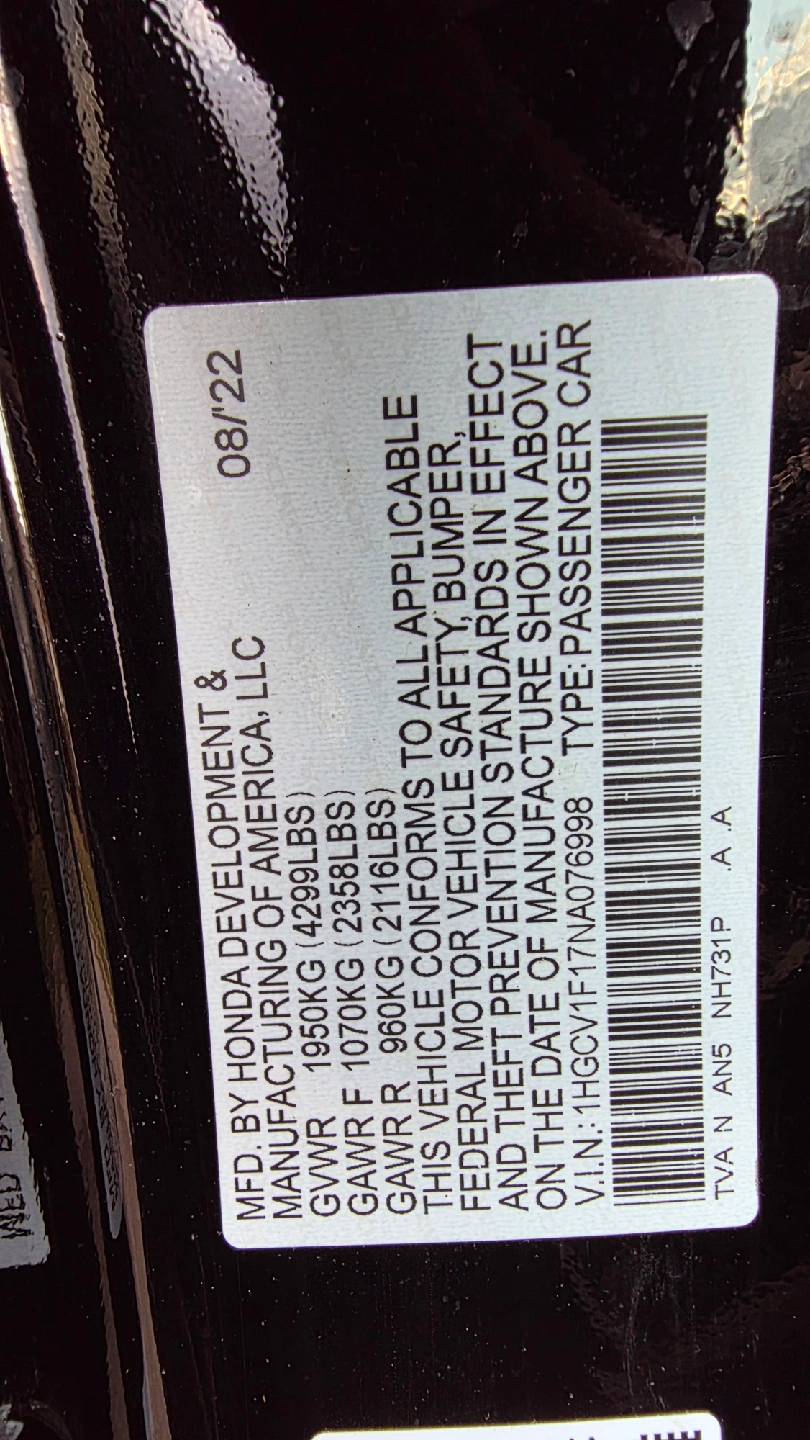 MFD. BY HONDA DEVELOPMENT & 08/'22
MANUFACTURING OF AMERICA, LLC
GVWR 1950KG (4299LBS)
GAWR F 1070KG (2358LBS)
GAWR R 960KG (2116LBS)
THIS VEHICLE CONFORMS TO ALL APPLICABLE
FEDERAL MOTOR VEHICLE SAFETY, BUMPER,
AND THEFT PREVENTION STANDARDS IN EFFECT
ON THE DATE OF MANUFACTURE SHOWN ABOVE.
V.I.N.: 1HGCV1F17NA076998 TYPE: PASSENGER CAR
TVA N AN5 NH731P .A .A